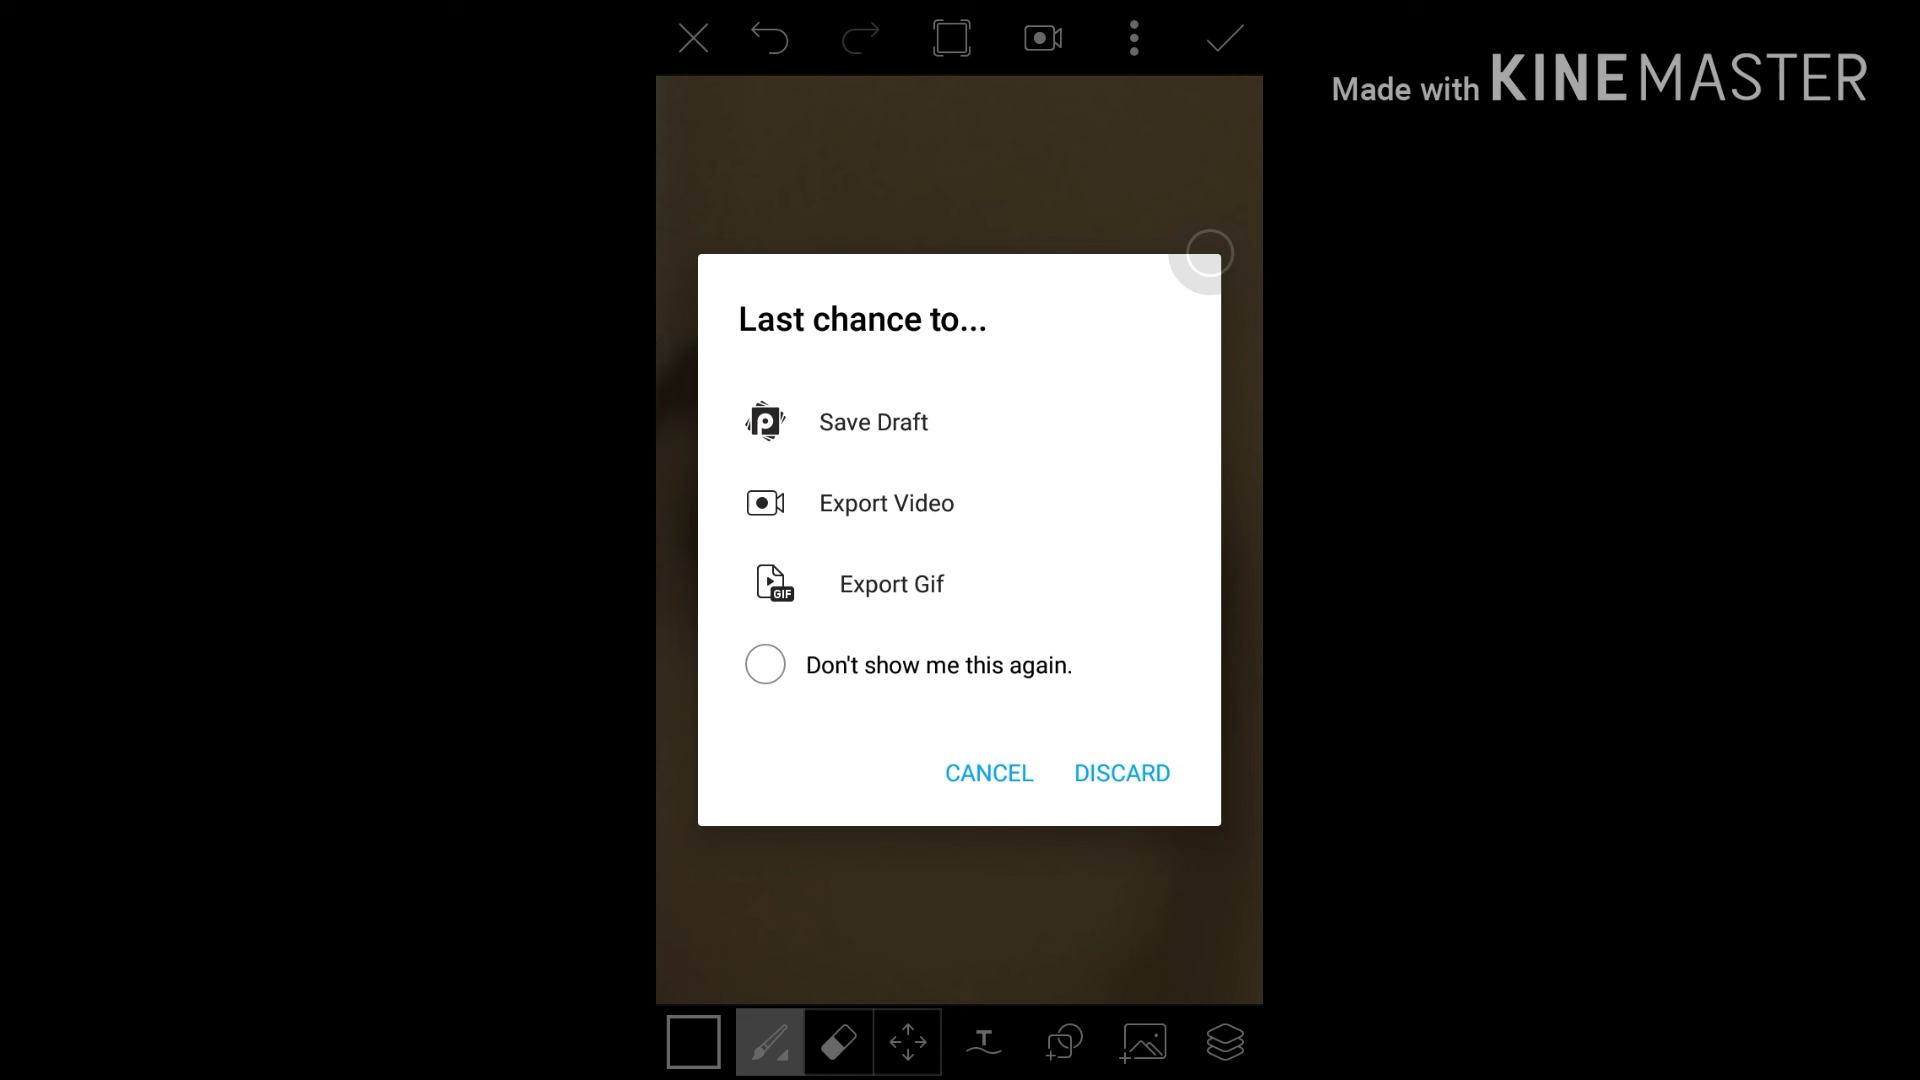 Made with KINEMASTER
Last chance to...
Save Draft
Export Video
GIF
Export Gif
Don't show me this again.
CANCEL DISCARD
T